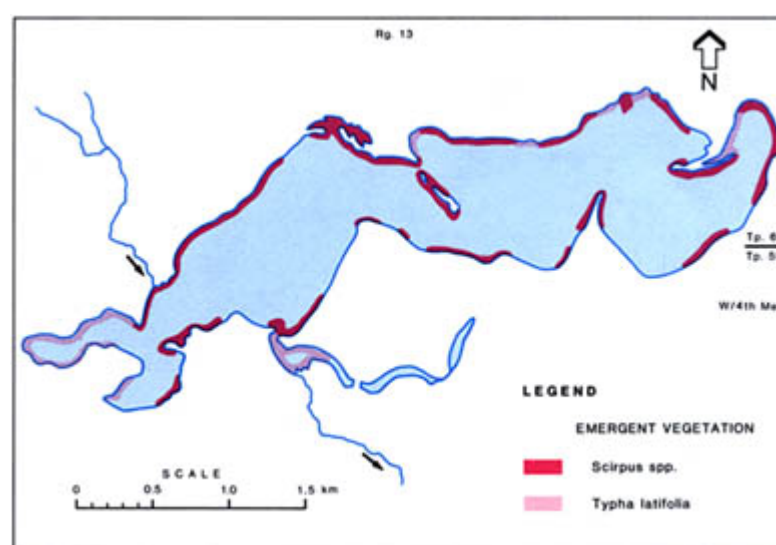 Rg. 13
N
Tp. 6
Tp. 5
W/4th Me
LEGEND
EMERGENT VEGETATION
Scirpus spp.
Typha latifolia
SCALE
0 0.5 1.0 1.5 km